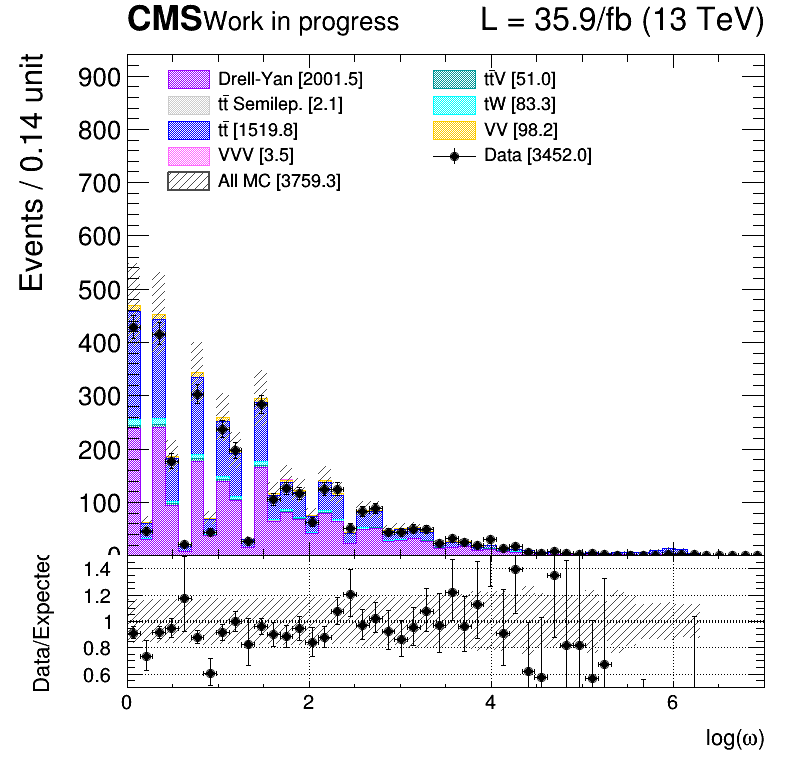 CMS Work in progress L = 35.9/fb (13 TeV)
Events / 0.14 unit
900
800
700
600
500
400
300
200
100
0
Drell-Yan [2001.5]
tt̄ Semilep. [2.1]
tt̄ [1519.8]
VVV [3.5]
All MC [3759.3]
tt̄V [51.0]
tW [83.3]
VV [98.2]
Data [3452.0]
Data/Expected
1.4
1.2
1
0.8
0.6
0 2 4 6
log(ω)